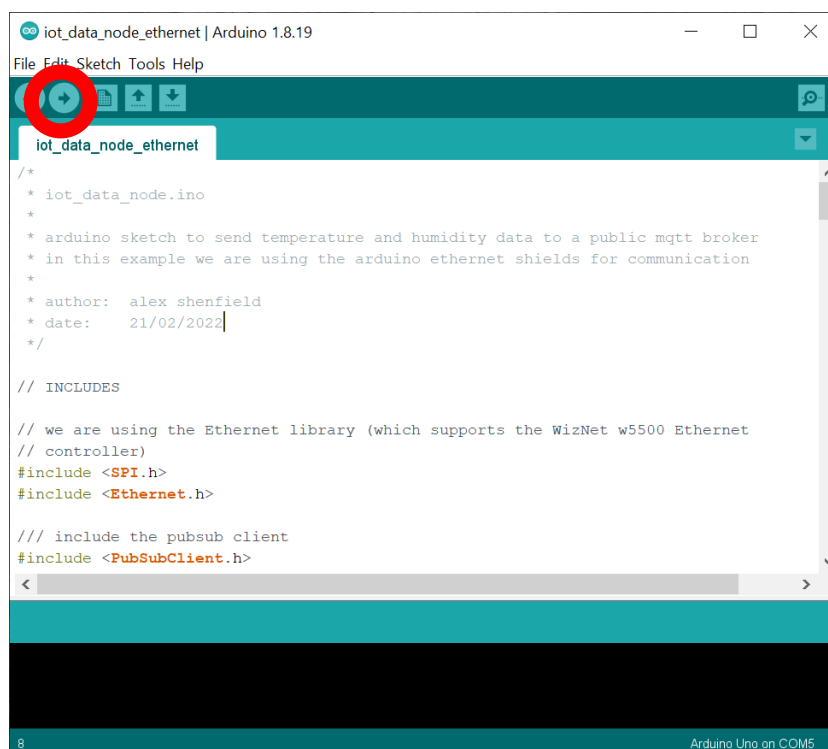 iot_data_node_ethernet | Arduino 1.8.19
File Edit Sketch Tools Help
iot_data_node_ethernet
/*
 * iot_data_node.ino
 *
 * arduino sketch to send temperature and humidity data to a public mqtt broker
 * in this example we are using the arduino ethernet shields for communication
 *
 * author:  alex shenfield
 * date:    21/02/2022
 */
// INCLUDES
// we are using the Ethernet library (which supports the WizNet w5500 Ethernet
// controller)
#include <SPI.h>
#include <Ethernet.h>
/// include the pubsub client
#include <PubSubClient.h>
8 Arduino Uno on COM5